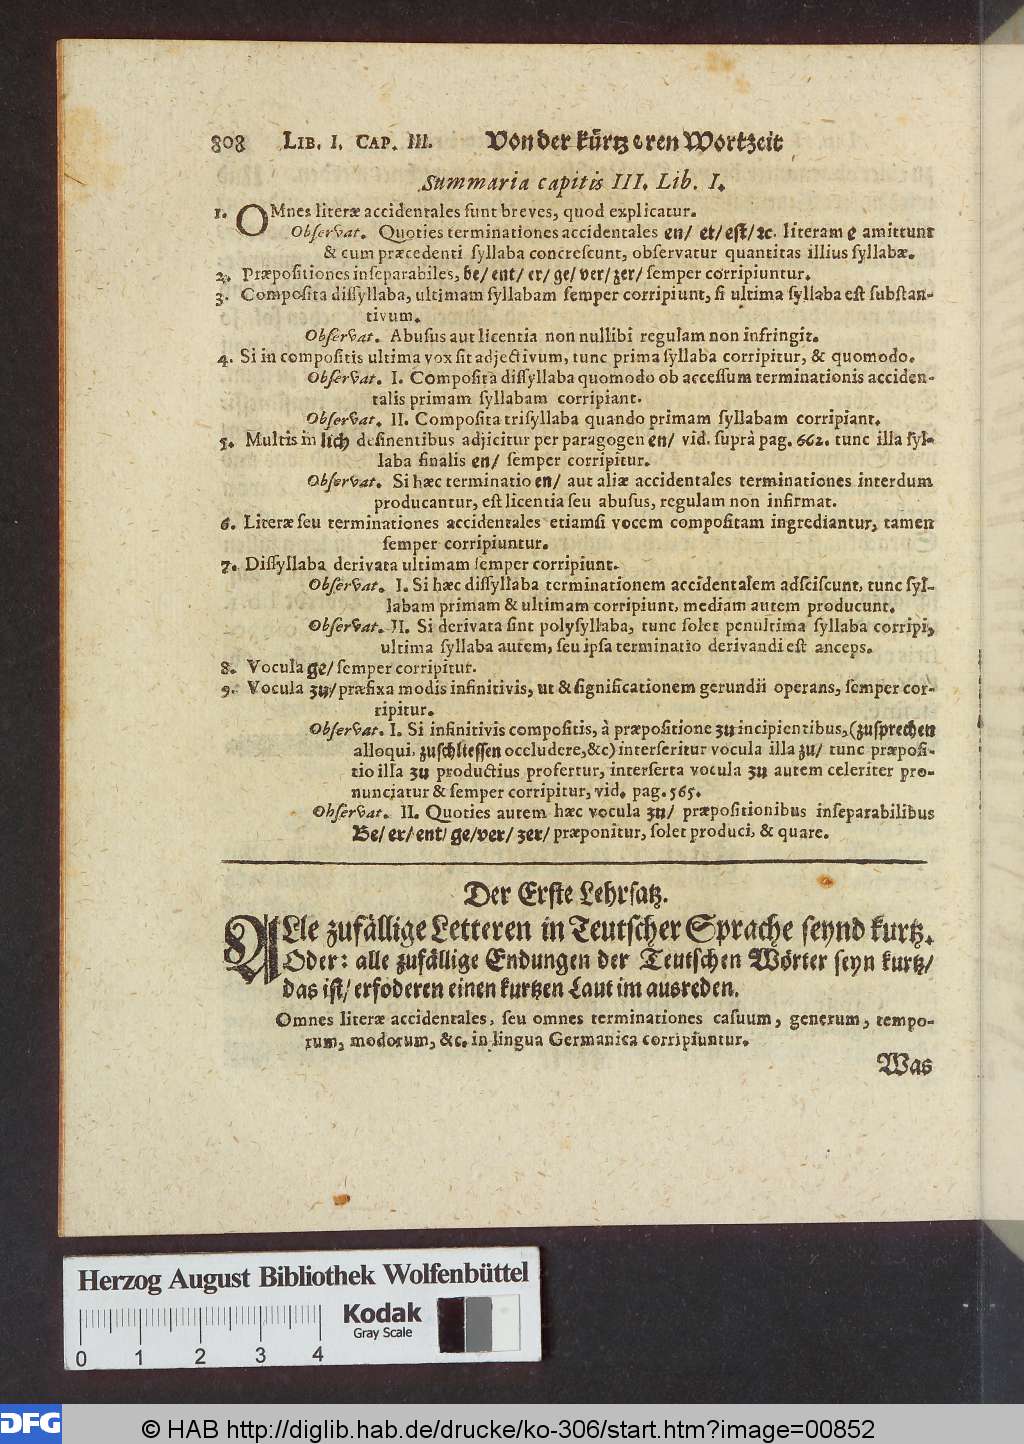 808 LIB. I. CAP. III. Von der kürtzeren Wortzeit
Summaria capitis III. Lib. I.
1. OMnes literæ accidentales sunt breves, quod explicatur.
Observat. Quoties terminationes accidentales en/ et/ est/ ꝛc. literam e amittunt
& cum præcedenti syllaba concrescunt, observatur quantitas illius syllabæ.
2. Præpositiones inseparabiles, be/ ent/ er/ ge/ ver/ zer/ semper corripiuntur.
3. Composita dissyllaba, ultimam syllabam semper corripiunt, si ultima syllaba est substan-
tivum.
Observat. Abusus aut licentia non nullibi regulam non infringit.
4. Si in compositis ultima vox sit adjectivum, tunc prima syllaba corripitur, & quomodo.
Observat. I. Composita dissyllaba quomodo ob accessum terminationis acciden-
talis primam syllabam corripiant.
Observat. II. Composita trisyllaba quando primam syllabam corripiant.
5. Multis in lich desinentibus adjicitur per paragogen en/ vid. suprà pag. 662. tunc illa syl-
laba finalis en/ semper corripitur.
Observat. Si hæc terminatio en/ aut aliæ accidentales terminationes interdum
producantur, est licentia seu abusus, regulam non infirmat.
6. Literæ seu terminationes accidentales etiamsi vocem compositam ingrediantur, tamen
semper corripiuntur.
7. Dissyllaba derivata ultimam semper corripiunt.
Observat. I. Si hæc dissyllaba terminationem accidentalem adsciscunt, tunc syl-
labam primam & ultimam corripiunt, mediam autem producunt.
Observat. II. Si derivata sint polysyllaba, tunc solet penultima syllaba corripi,
ultima syllaba autem, seu ipsa terminatio derivandi est anceps.
8. Vocula ge/ semper corripitur.
9. Vocula zu/ præfixa modis infinitivis, ut & significationem gerundii operans, semper cor-
ripitur.
Observat. I. Si infinitivis compositis, à præpositione zu incipientibus, (zusprechen
alloqui, zuschliessen occludere, &c) interseritur vocula illa zu/ tunc præposi-
tio illa zu productius profertur, interserta vocula zu autem celeriter pro-
nunciatur & semper corripitur, vid. pag. 565.
Observat. II. Quoties autem hæc vocula zu/ præpositionibus inseparabilibus
Be/ er/ ent/ ge/ ver/ zer/ præponitur, solet produci, & quare.
Der Erste Lehrsatz.
ALle zufällige Letteren in Teutscher Sprache seynd kurtz.
Oder: alle zufällige Endungen der Teutschen Wörter seyn kurtz/
das ist/ erfoderen einen kurtzen Laut im ausreden.
Omnes literæ accidentales, seu omnes terminationes casuum, generum, tempo-
rum, modorum, &c. in lingua Germanica corripiuntur.
Was
Herzog August Bibliothek Wolfenbüttel
Kodak
Gray Scale
0 1 2 3 4
DFG © HAB http://diglib.hab.de/drucke/ko-306/start.htm?image=00852